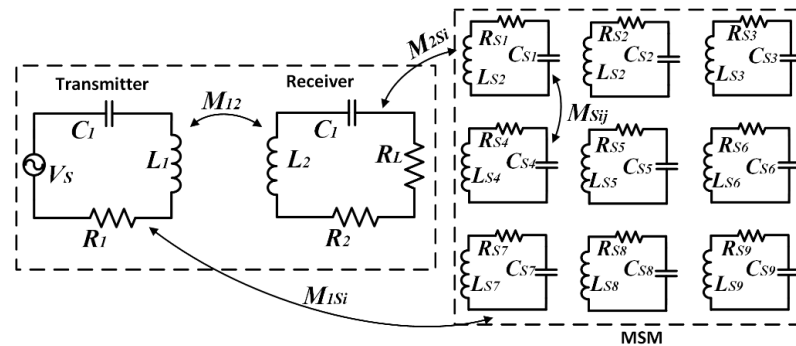 Transmitter
C1
VS
L1
R1
M12
Receiver
C1
L2
RL
R2
M2Si
M1Si
RS1
CS1
LS2
RS2
CS2
LS2
RS3
CS3
LS3
MSij
RS4
CS4
LS4
RS5
CS5
LS5
RS6
CS6
LS6
RS7
CS7
LS7
RS8
CS8
LS8
RS9
CS9
LS9
MSM